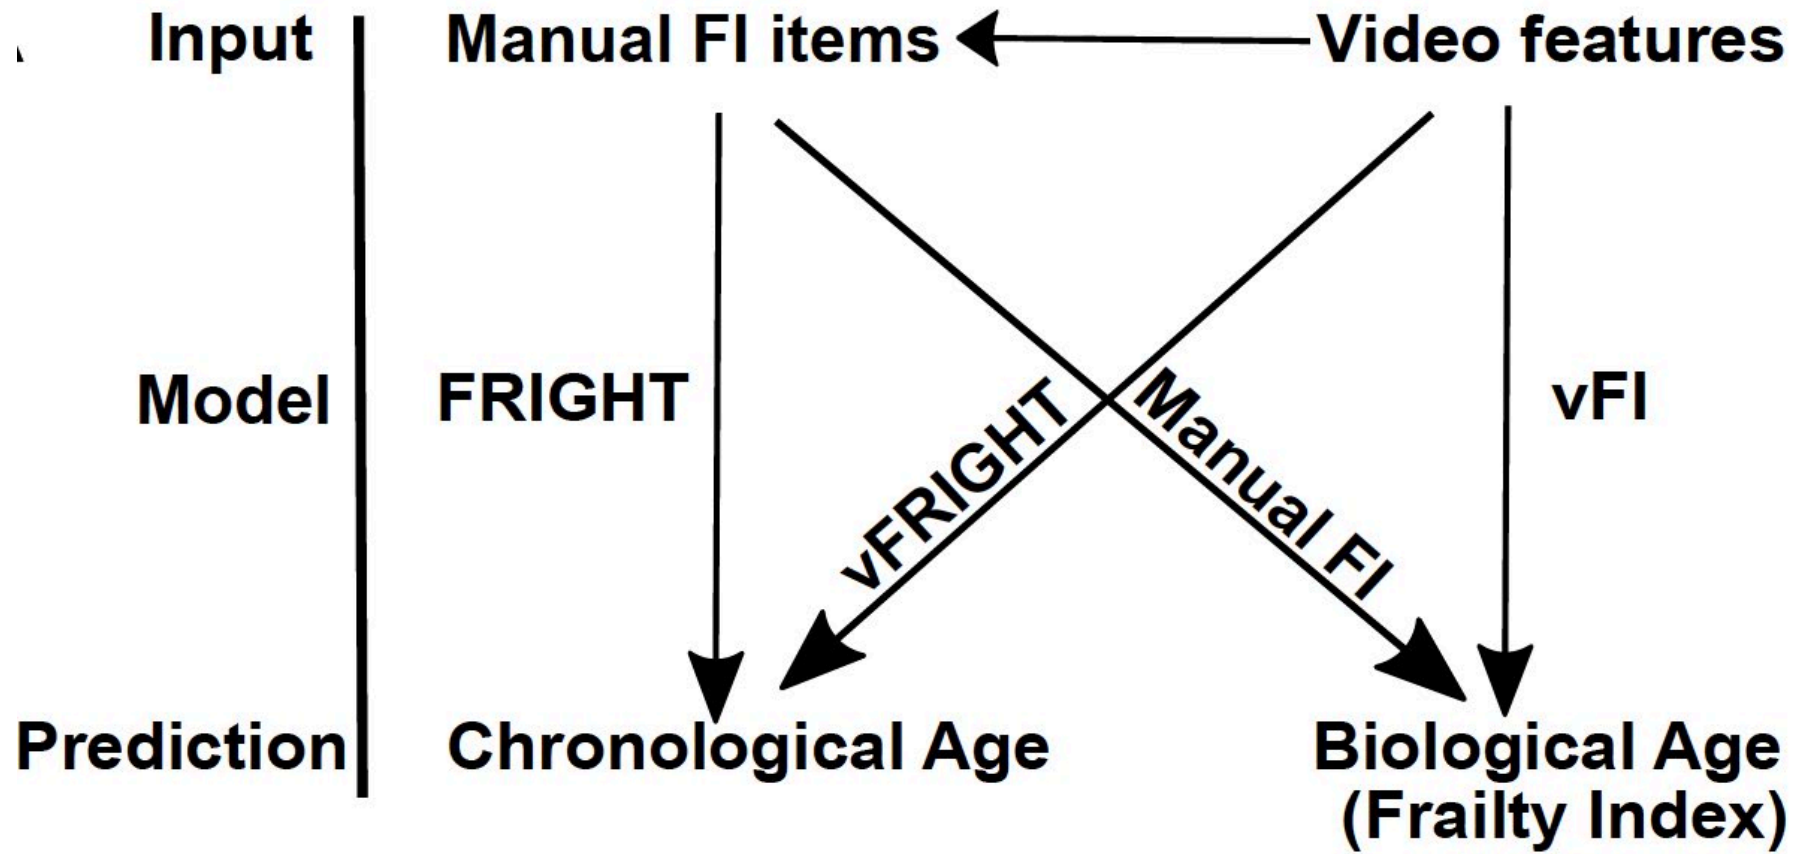 Input
Manual FI items
Video features
Model
FRIGHT
vFRIGHT
Manual FI
vFI
Prediction
Chronological Age
Biological Age
(Frailty Index)